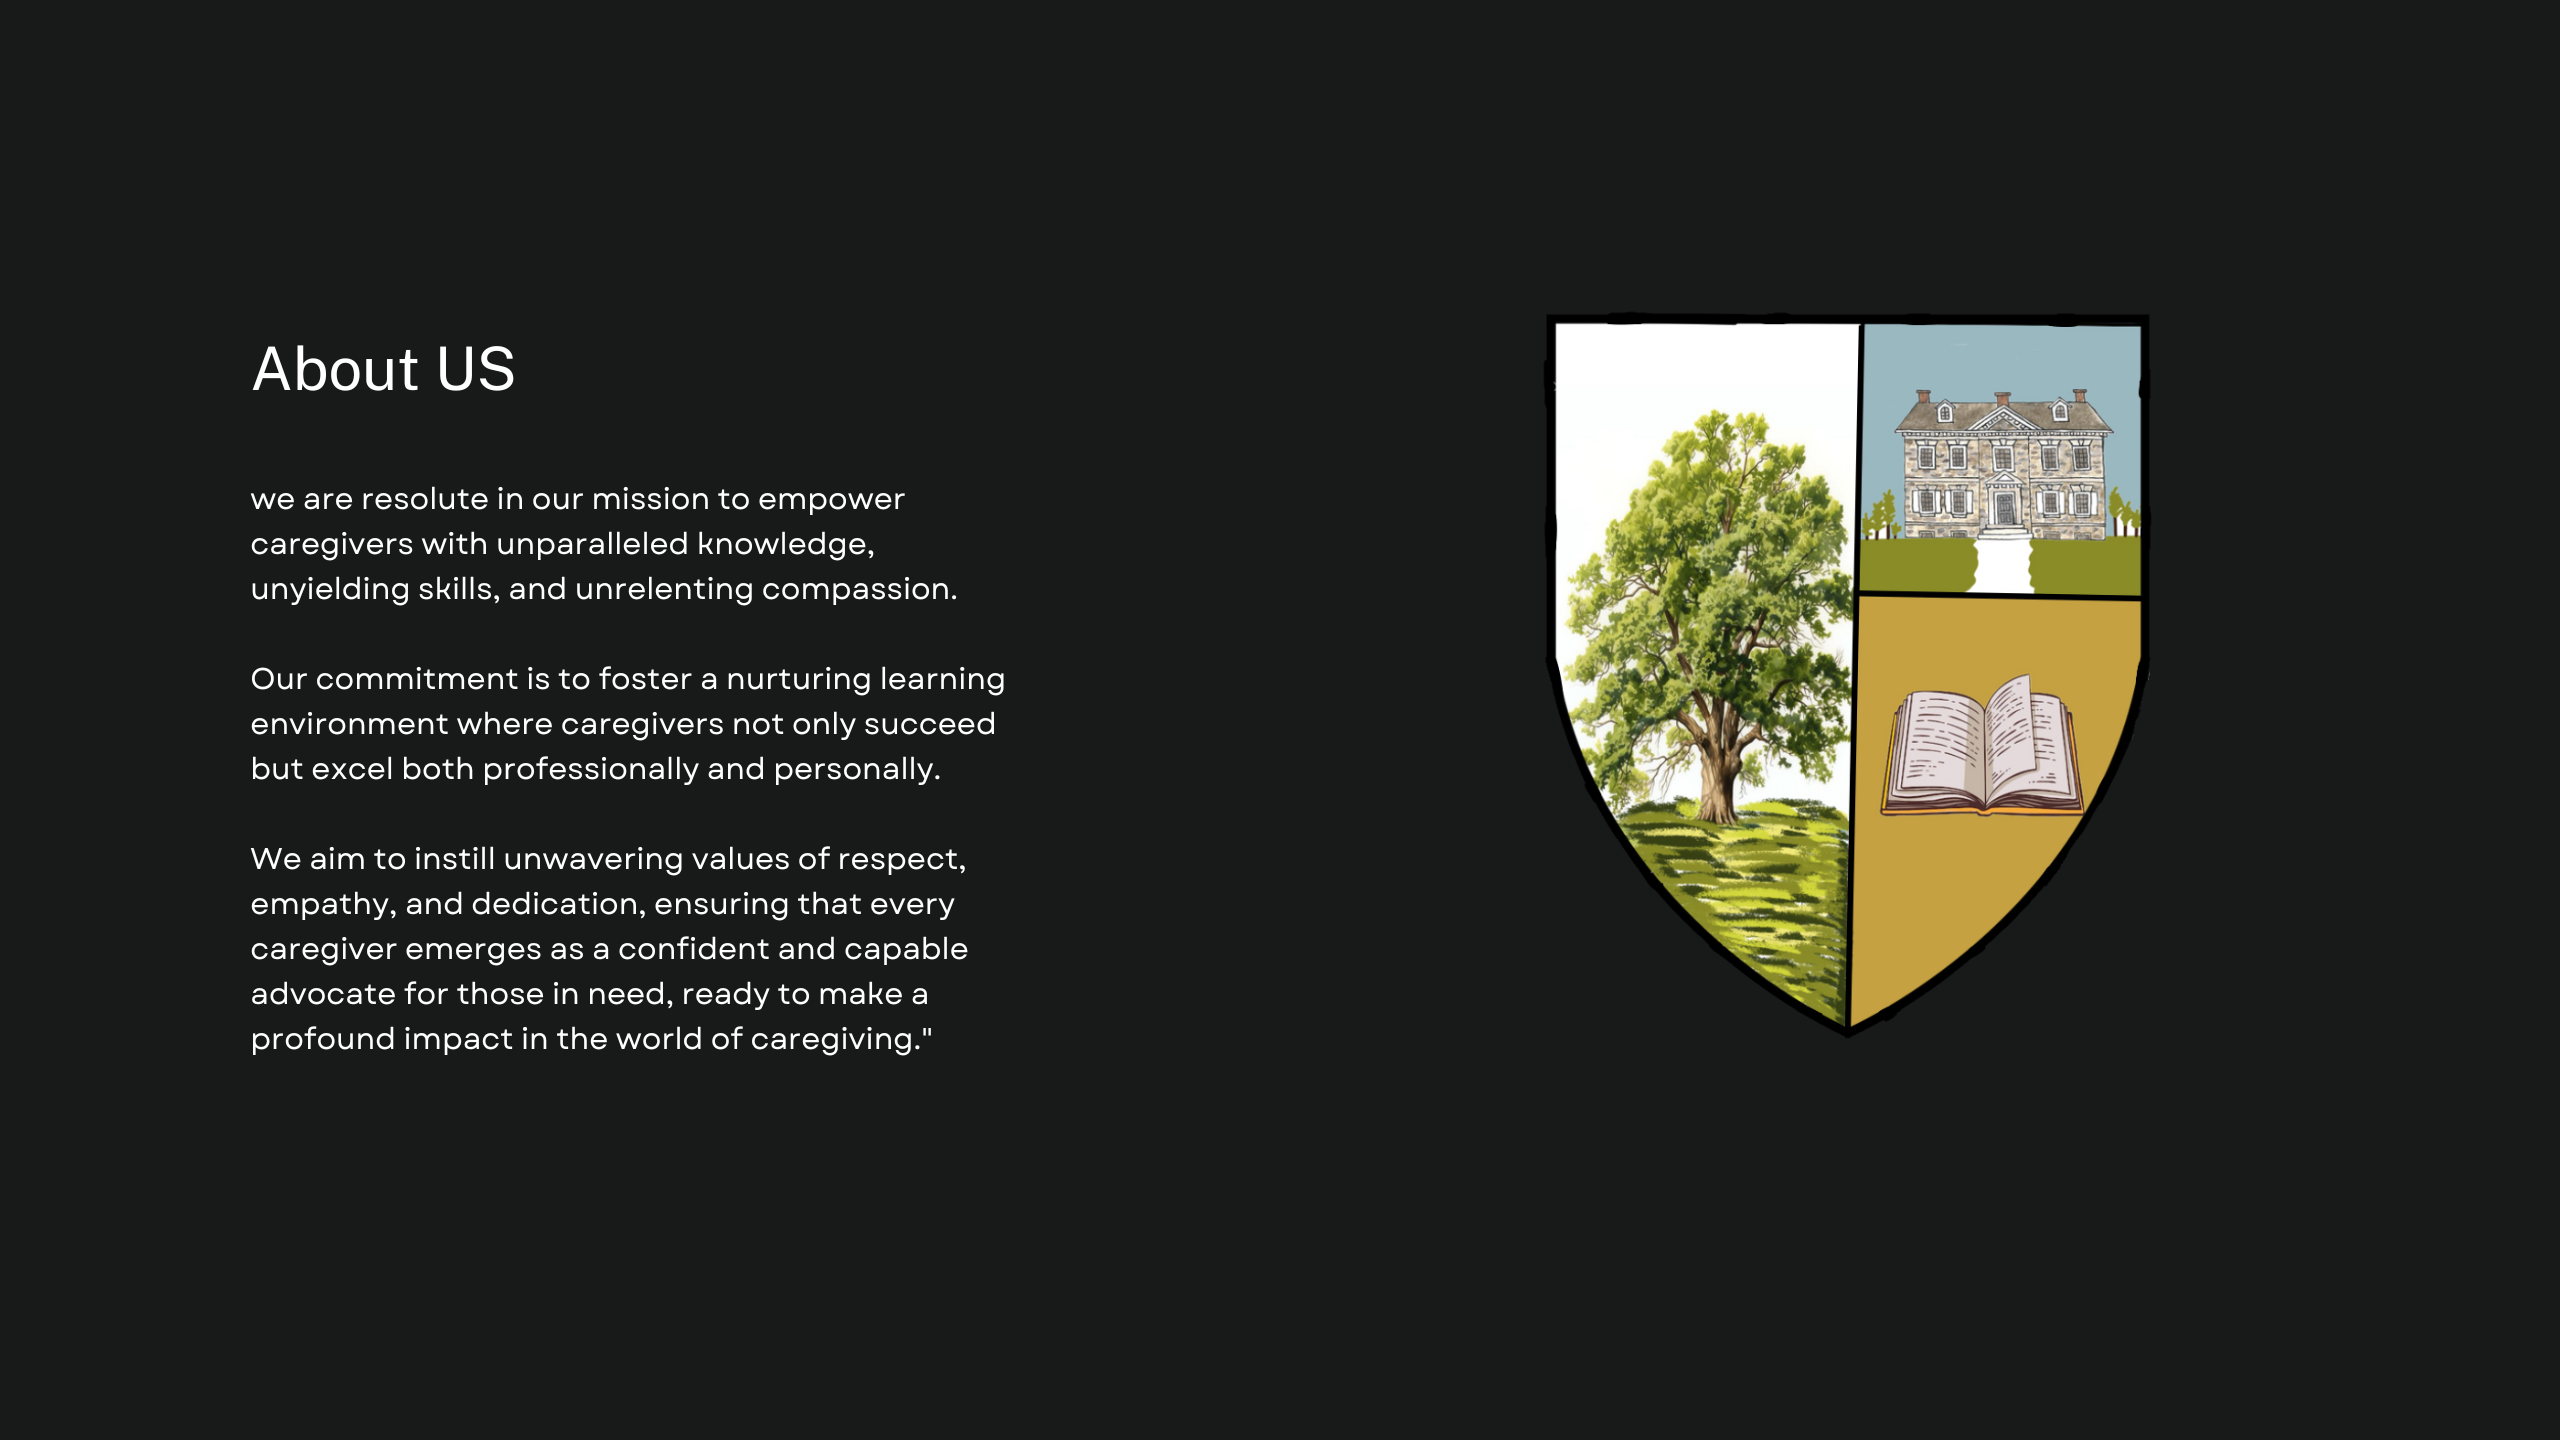 About US
we are resolute in our mission to empower
caregivers with unparalleled knowledge,
unyielding skills, and unrelenting compassion.
Our commitment is to foster a nurturing learning
environment where caregivers not only succeed
but excel both professionally and personally.
We aim to instill unwavering values of respect,
empathy, and dedication, ensuring that every
caregiver emerges as a confident and capable
advocate for those in need, ready to make a
profound impact in the world of caregiving."